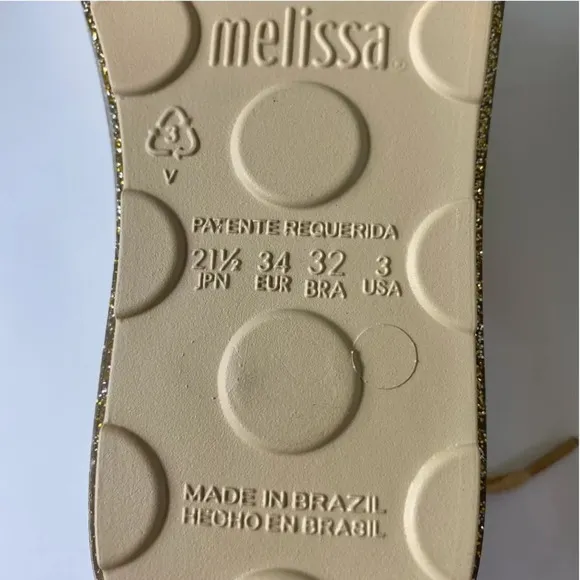 melissa®
3
V
PATENTE REQUERIDA
21½ 34 32 3
JPN EUR BRA USA
MADE IN BRAZIL
HECHO EN BRASIL